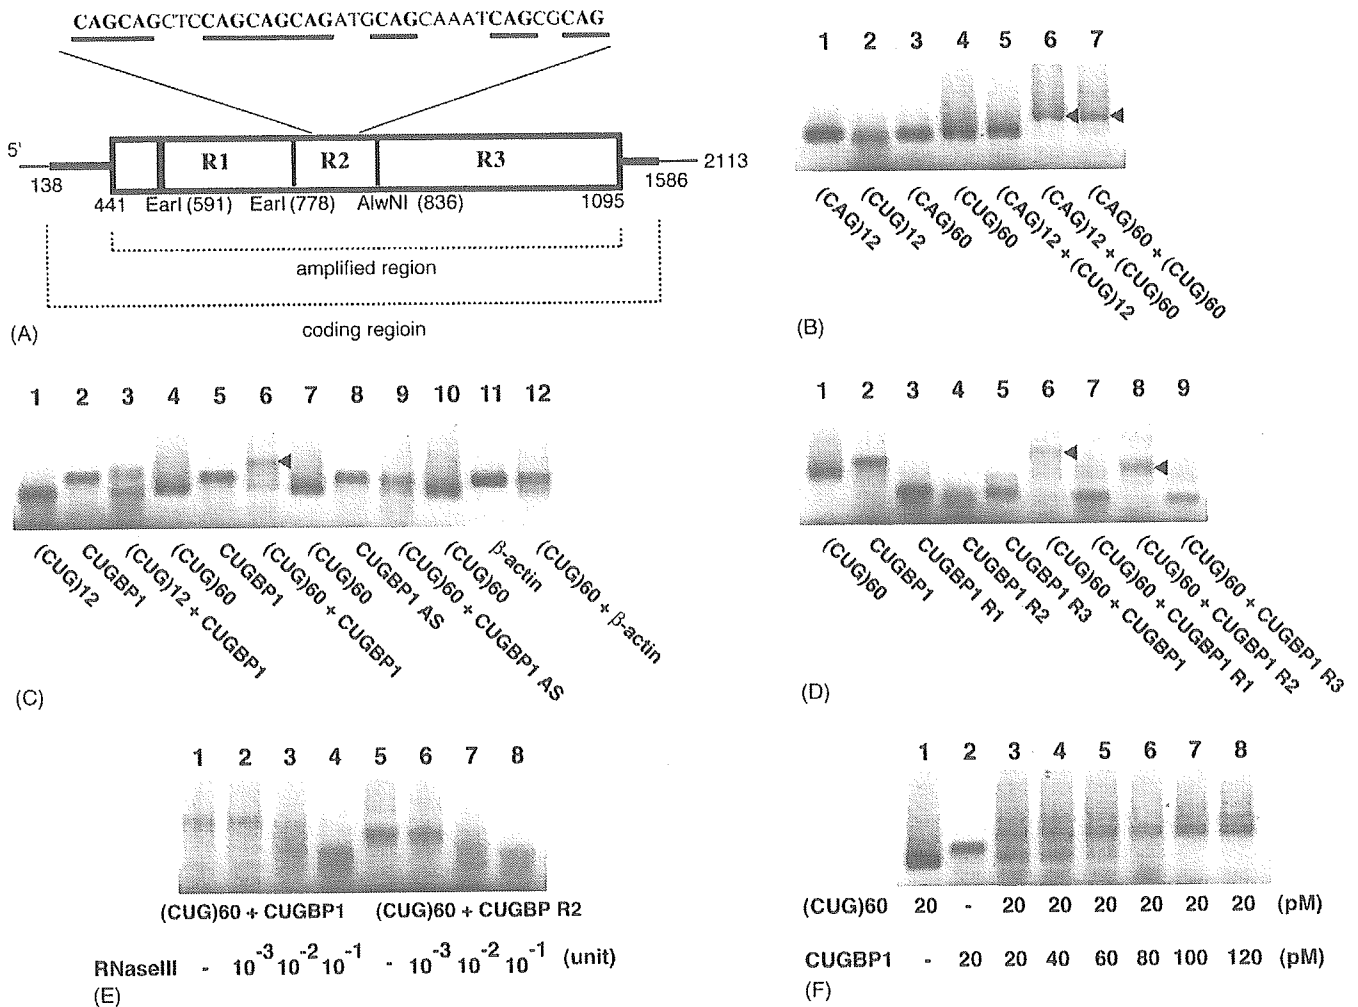 CAGCAGCTCCAGCAGCAGATGCAGCAAATCAGCGCAG
5'
R1 R2 R3
138
441 EarI (591) EarI (778) AlwNI (836) 1095
1586
2113
amplified region
coding regioin
(A)
1 2 3 4 5 6 7
(CAG)12
(CUG)12
(CAG)60
(CUG)60
(CAG)12 + (CUG)12
(CAG)12 + (CUG)60
(CAG)60 + (CUG)60
(B)
1 2 3 4 5 6 7 8 9 10 11 12
(CUG)12
CUGBP1
(CUG)12 + CUGBP1
(CUG)60
CUGBP1
(CUG)60 + CUGBP1
(CUG)60
CUGBP1 AS
(CUG)60 + CUGBP1 AS
(CUG)60
β-actin
(CUG)60 + β-actin
(C)
1 2 3 4 5 6 7 8 9
(CUG)60
CUGBP1
CUGBP1 R1
CUGBP1 R2
CUGBP1 R3
(CUG)60 + CUGBP1
(CUG)60 + CUGBP1 R1
(CUG)60 + CUGBP1 R2
(CUG)60 + CUGBP1 R3
(D)
1 2 3 4 5 6 7 8
(CUG)60 + CUGBP1 (CUG)60 + CUGBP R2
RNaseIII - 10-3 10-2 10-1 - 10-3 10-2 10-1 (unit)
(E)
1 2 3 4 5 6 7 8
(CUG)60 20 - 20 20 20 20 20 20 (pM)
CUGBP1 - 20 20 40 60 80 100 120 (pM)
(F)